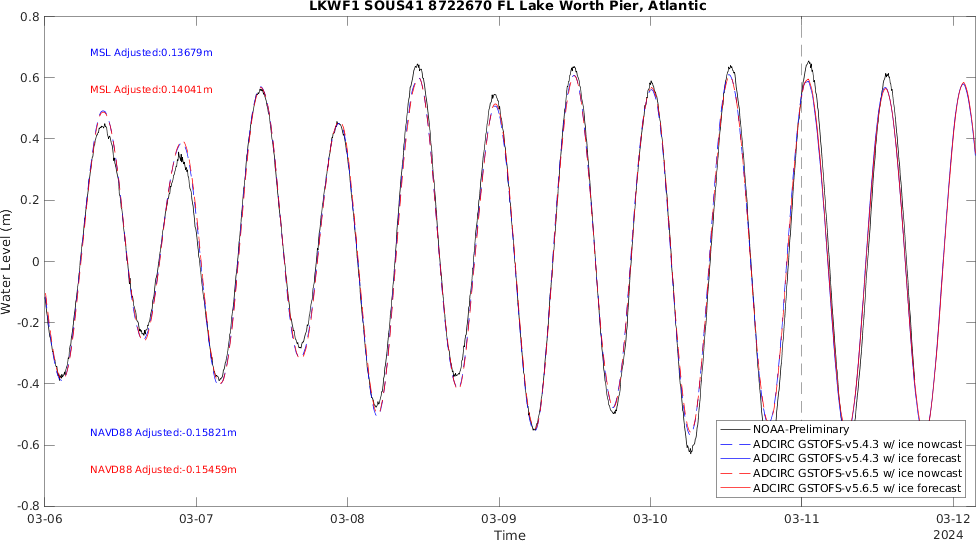 LKWF1 SOUS41 8722670 FL Lake Worth Pier, Atlantic
0.8
0.6
0.4
0.2
0
-0.2
-0.4
-0.6
-0.8
Water Level (m)
MSL Adjusted:0.13679m
MSL Adjusted:0.14041m
NAVD88 Adjusted:-0.15821m
NAVD88 Adjusted:-0.15459m
NOAA-Preliminary
ADCIRC GSTOFS-v5.4.3 w/ ice nowcast
ADCIRC GSTOFS-v5.4.3 w/ ice forecast
ADCIRC GSTOFS-v5.6.5 w/ ice nowcast
ADCIRC GSTOFS-v5.6.5 w/ ice forecast
03-06 03-07 03-08 03-09 03-10 03-11 03-12
Time 2024